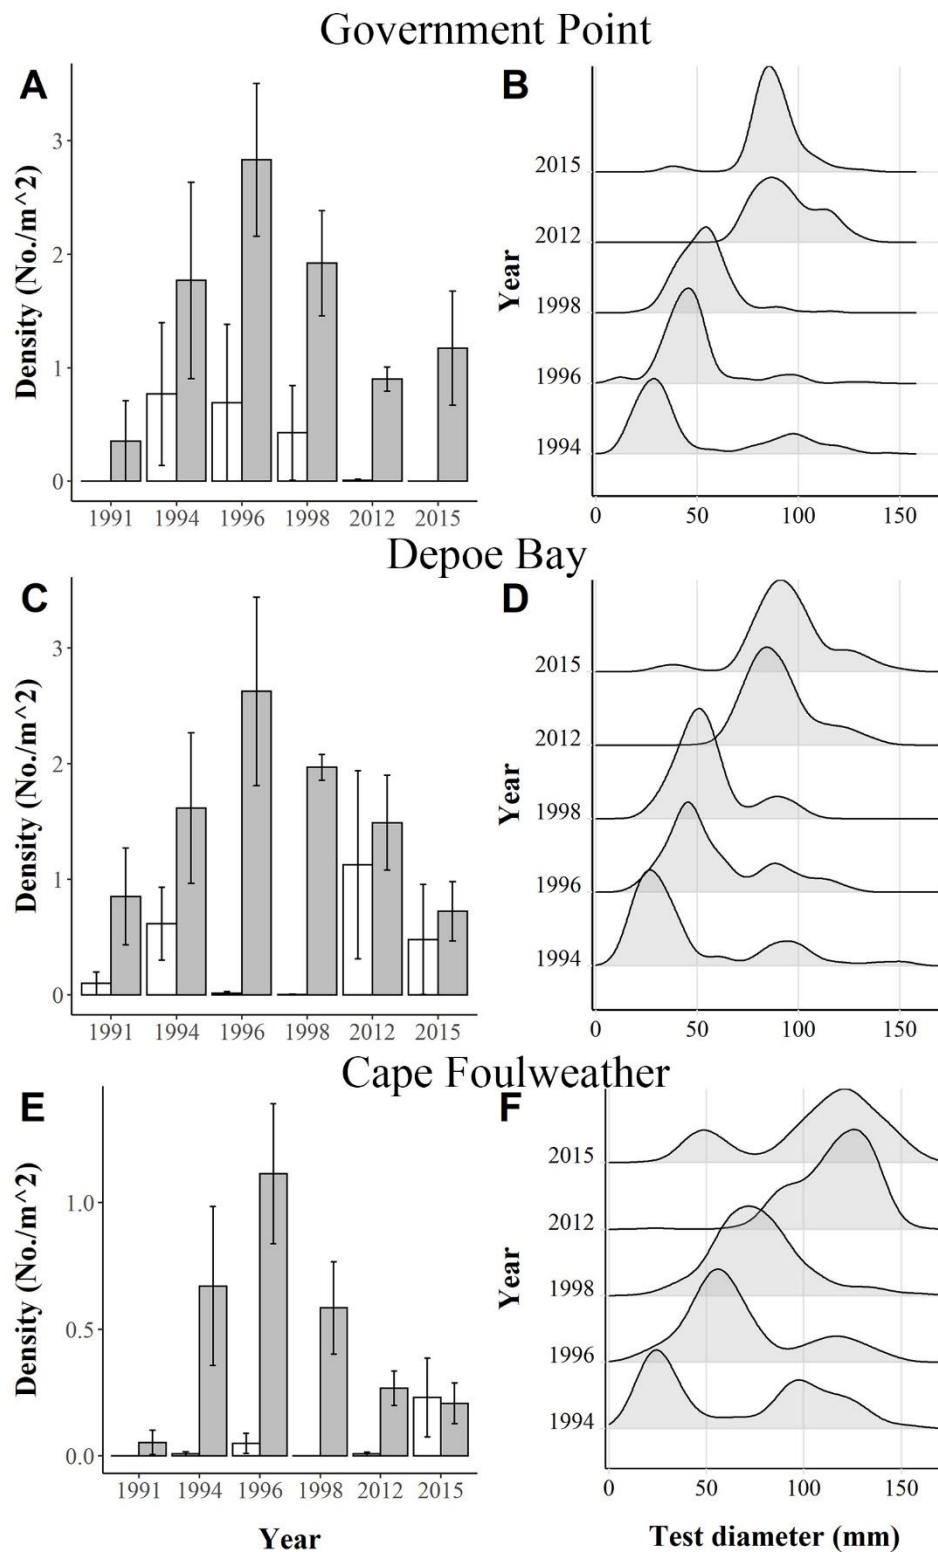 Government Point
A
Density (No./m^2)
3
2
1
0
1991 1994 1996 1998 2012 2015
B
Year
2015
2012
1998
1996
1994
0 50 100 150
Depoe Bay
C
Density (No./m^2)
3
2
1
0
1991 1994 1996 1998 2012 2015
D
Year
2015
2012
1998
1996
1994
0 50 100 150
Cape Foulweather
E
Density (No./m^2)
1.0
0.5
0.0
1991 1994 1996 1998 2012 2015
Year
F
Year
2015
2012
1998
1996
1994
0 50 100 150
Test diameter (mm)